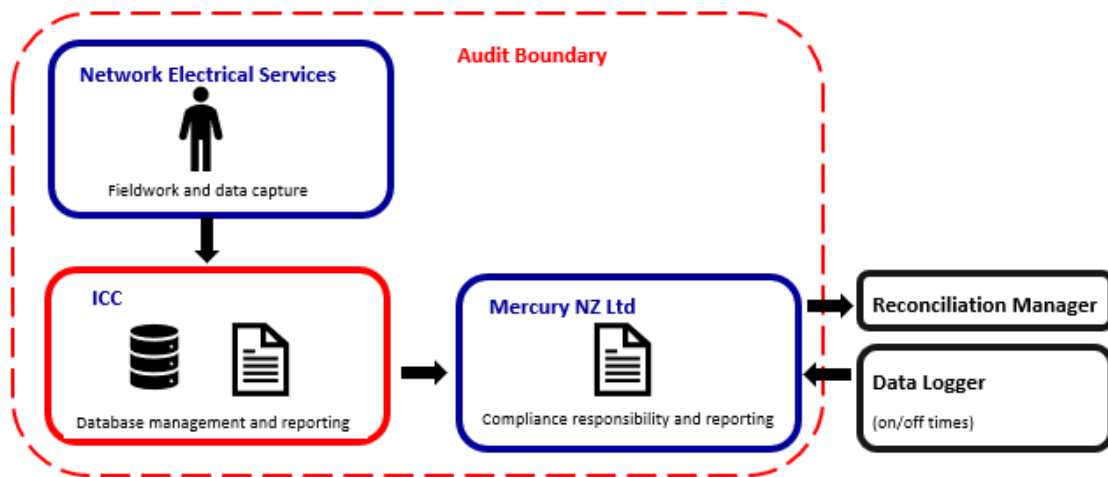 Audit Boundary
Network Electrical Services
Fieldwork and data capture
ICC
Database management and reporting
Mercury NZ Ltd
Compliance responsibility and reporting
Reconciliation Manager
Data Logger
(on/off times)